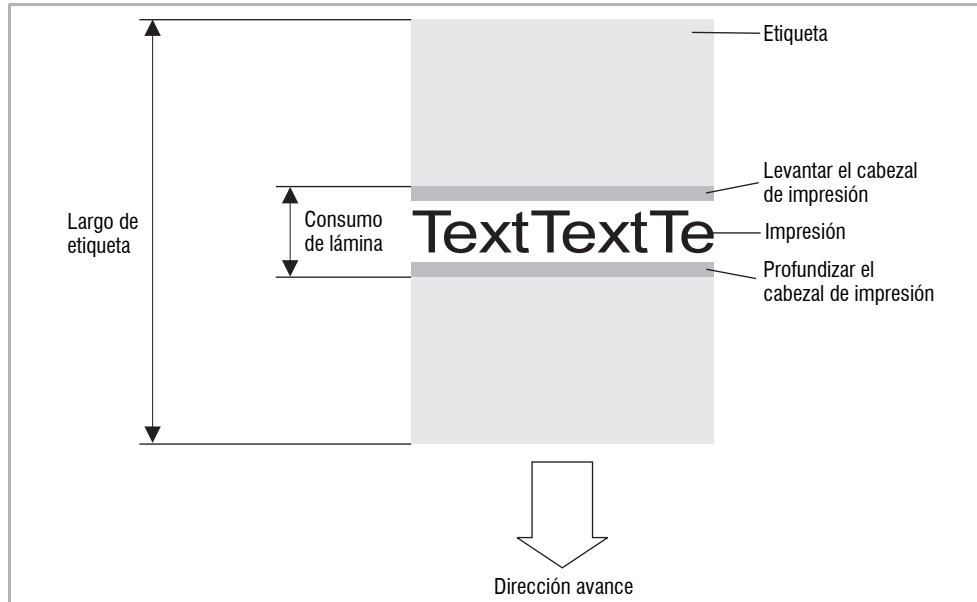 Etiqueta
Levantar el cabezal
de impresión
Largo de
etiqueta
Consumo
de lámina
TextTextTe
Impresión
Profundizar el
cabezal de impresión
Dirección avance